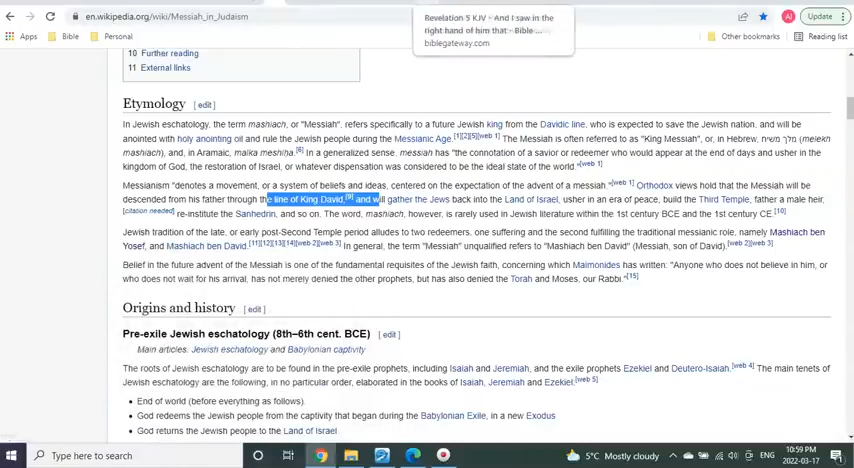 en.wikipedia.org/wiki/Messiah_in_Judaism
Revelation 5 KJV - And I saw in the
right hand of him that - Bible ...
biblegateway.com
AI
Update
Apps
Bible
Personal
Other bookmarks
Reading list
10 Further reading
11 External links
Etymology [ edit ]
In Jewish eschatology, the term mashiach, or "Messiah", refers specifically to a future Jewish king from the Davidic line, who is expected to save the Jewish nation, and will be
anointed with holy anointing oil and rule the Jewish people during the Messianic Age.[1][2][5][web 1] The Messiah is often referred to as "King Messiah", or, in Hebrew, מלך משיח (melekh
mashiach), and, in Aramaic, malka meshiḥa.[6] In a generalized sense, messiah has "the connotation of a savior or redeemer who would appear at the end of days and usher in the
kingdom of God, the restoration of Israel, or whatever dispensation was considered to be the ideal state of the world."[web 1]
Messianism "denotes a movement, or a system of beliefs and ideas, centered on the expectation of the advent of a messiah."[web 1] Orthodox views hold that the Messiah will be
descended from his father through the line of King David,[9] and will gather the Jews back into the Land of Israel, usher in an era of peace, build the Third Temple, father a male heir,
[citation needed] re-institute the Sanhedrin, and so on. The word, mashiach, however, is rarely used in Jewish literature within the 1st century BCE and the 1st century CE.[10]
Jewish tradition of the late, or early post-Second Temple period alludes to two redeemers, one suffering and the second fulfilling the traditional messianic role, namely Mashiach ben
Yosef, and Mashiach ben David.[11][12][13][14][web 2][web 3] In general, the term "Messiah" unqualified refers to "Mashiach ben David" (Messiah, son of David).[web 2][web 3]
Belief in the future advent of the Messiah is one of the fundamental requisites of the Jewish faith, concerning which Maimonides has written: "Anyone who does not believe in him, or
who does not wait for his arrival, has not merely denied the other prophets, but has also denied the Torah and Moses, our Rabbi."[15]
Origins and history [ edit ]
Pre-exile Jewish eschatology (8th–6th cent. BCE) [ edit ]
Main articles: Jewish eschatology and Babylonian captivity
The roots of Jewish eschatology are to be found in the pre-exile prophets, including Isaiah and Jeremiah, and the exile prophets Ezekiel and Deutero-Isaiah.[web 4] The main tenets of
Jewish eschatology are the following, in no particular order, elaborated in the books of Isaiah, Jeremiah and Ezekiel:[web 5]
• End of world (before everything as follows).
• God redeems the Jewish people from the captivity that began during the Babylonian Exile, in a new Exodus
• God returns the Jewish people to the Land of Israel
Type here to search
5°C Mostly cloudy
ENG
10:59 PM
2022-03-17